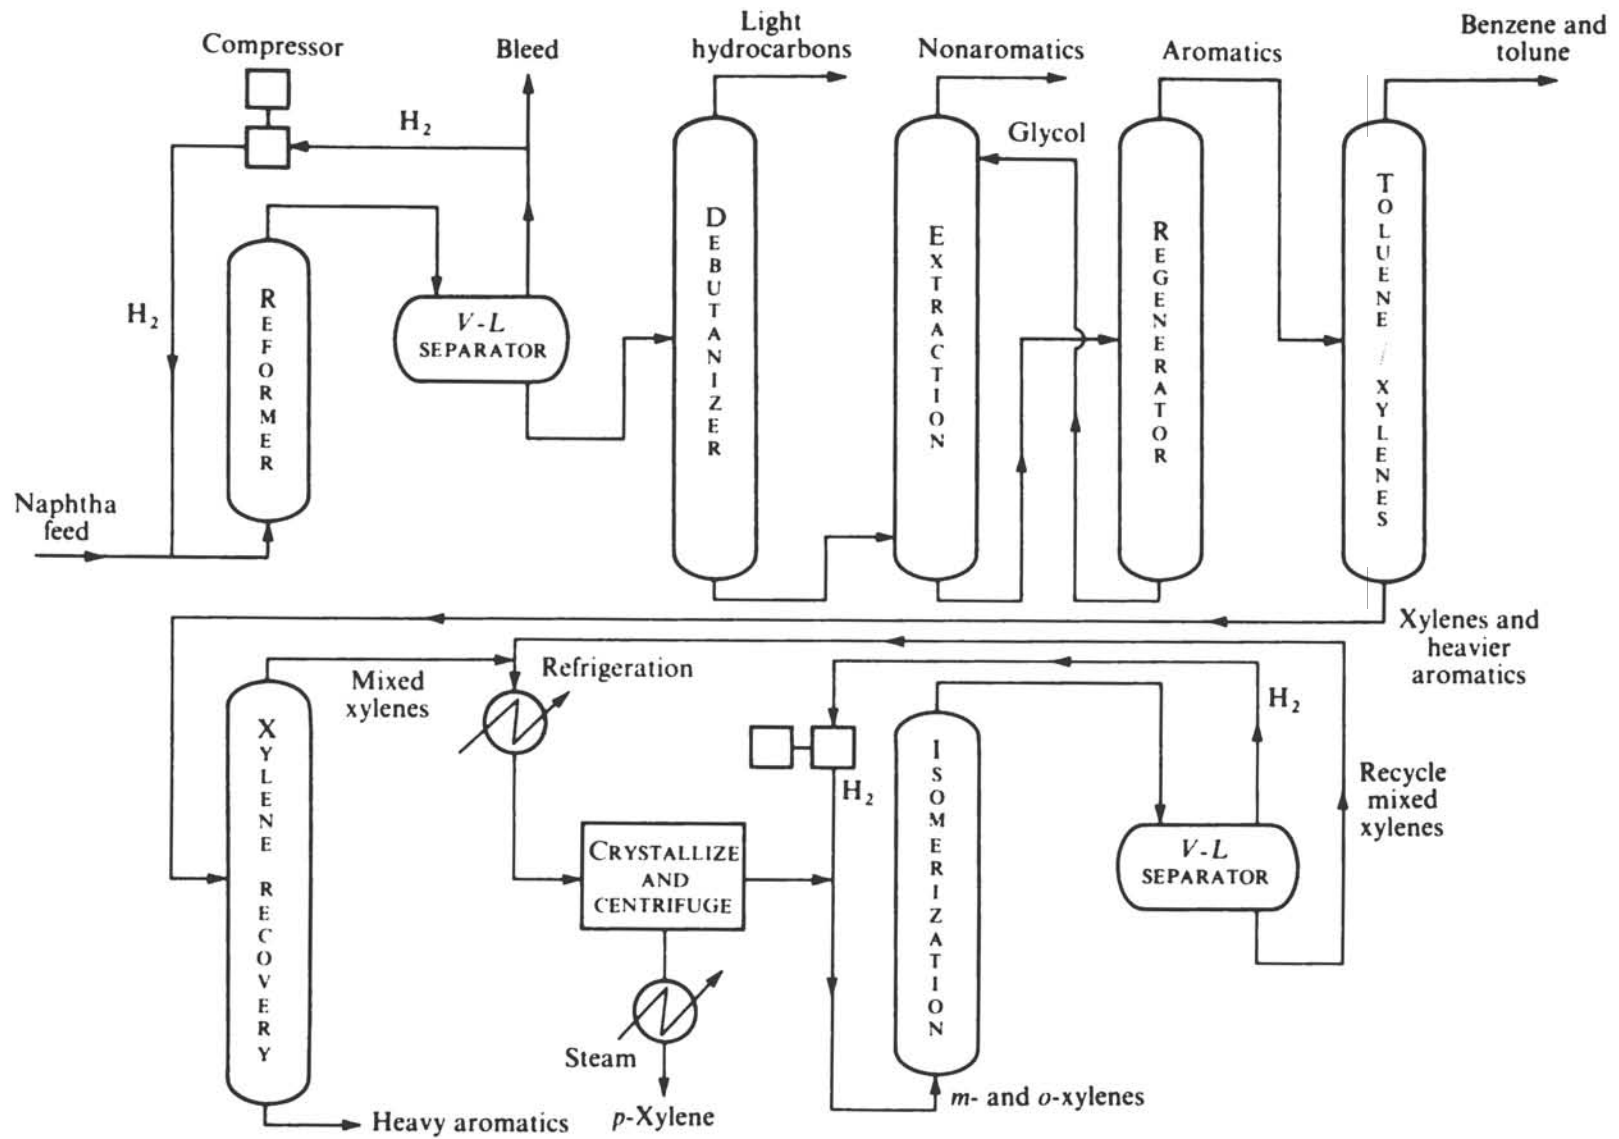 Compressor
Bleed
Light
hydrocarbons
Nonaromatics
Aromatics
Benzene and
tolune
H2
Glycol
H2
REFORMER
V-L
SEPARATOR
DEBUTANIZER
EXTRACTION
REGENERATOR
TOLUENE / XYLENES
Naphtha
feed
Xylenes and
heavier
aromatics
Mixed
xylenes
Refrigeration
H2
XYLENE RECOVERY
H2
ISOMERIZATION
Recycle
mixed
xylenes
CRYSTALLIZE
AND
CENTRIFUGE
V-L
SEPARATOR
Steam
p-Xylene
m- and o-xylenes
Heavy aromatics